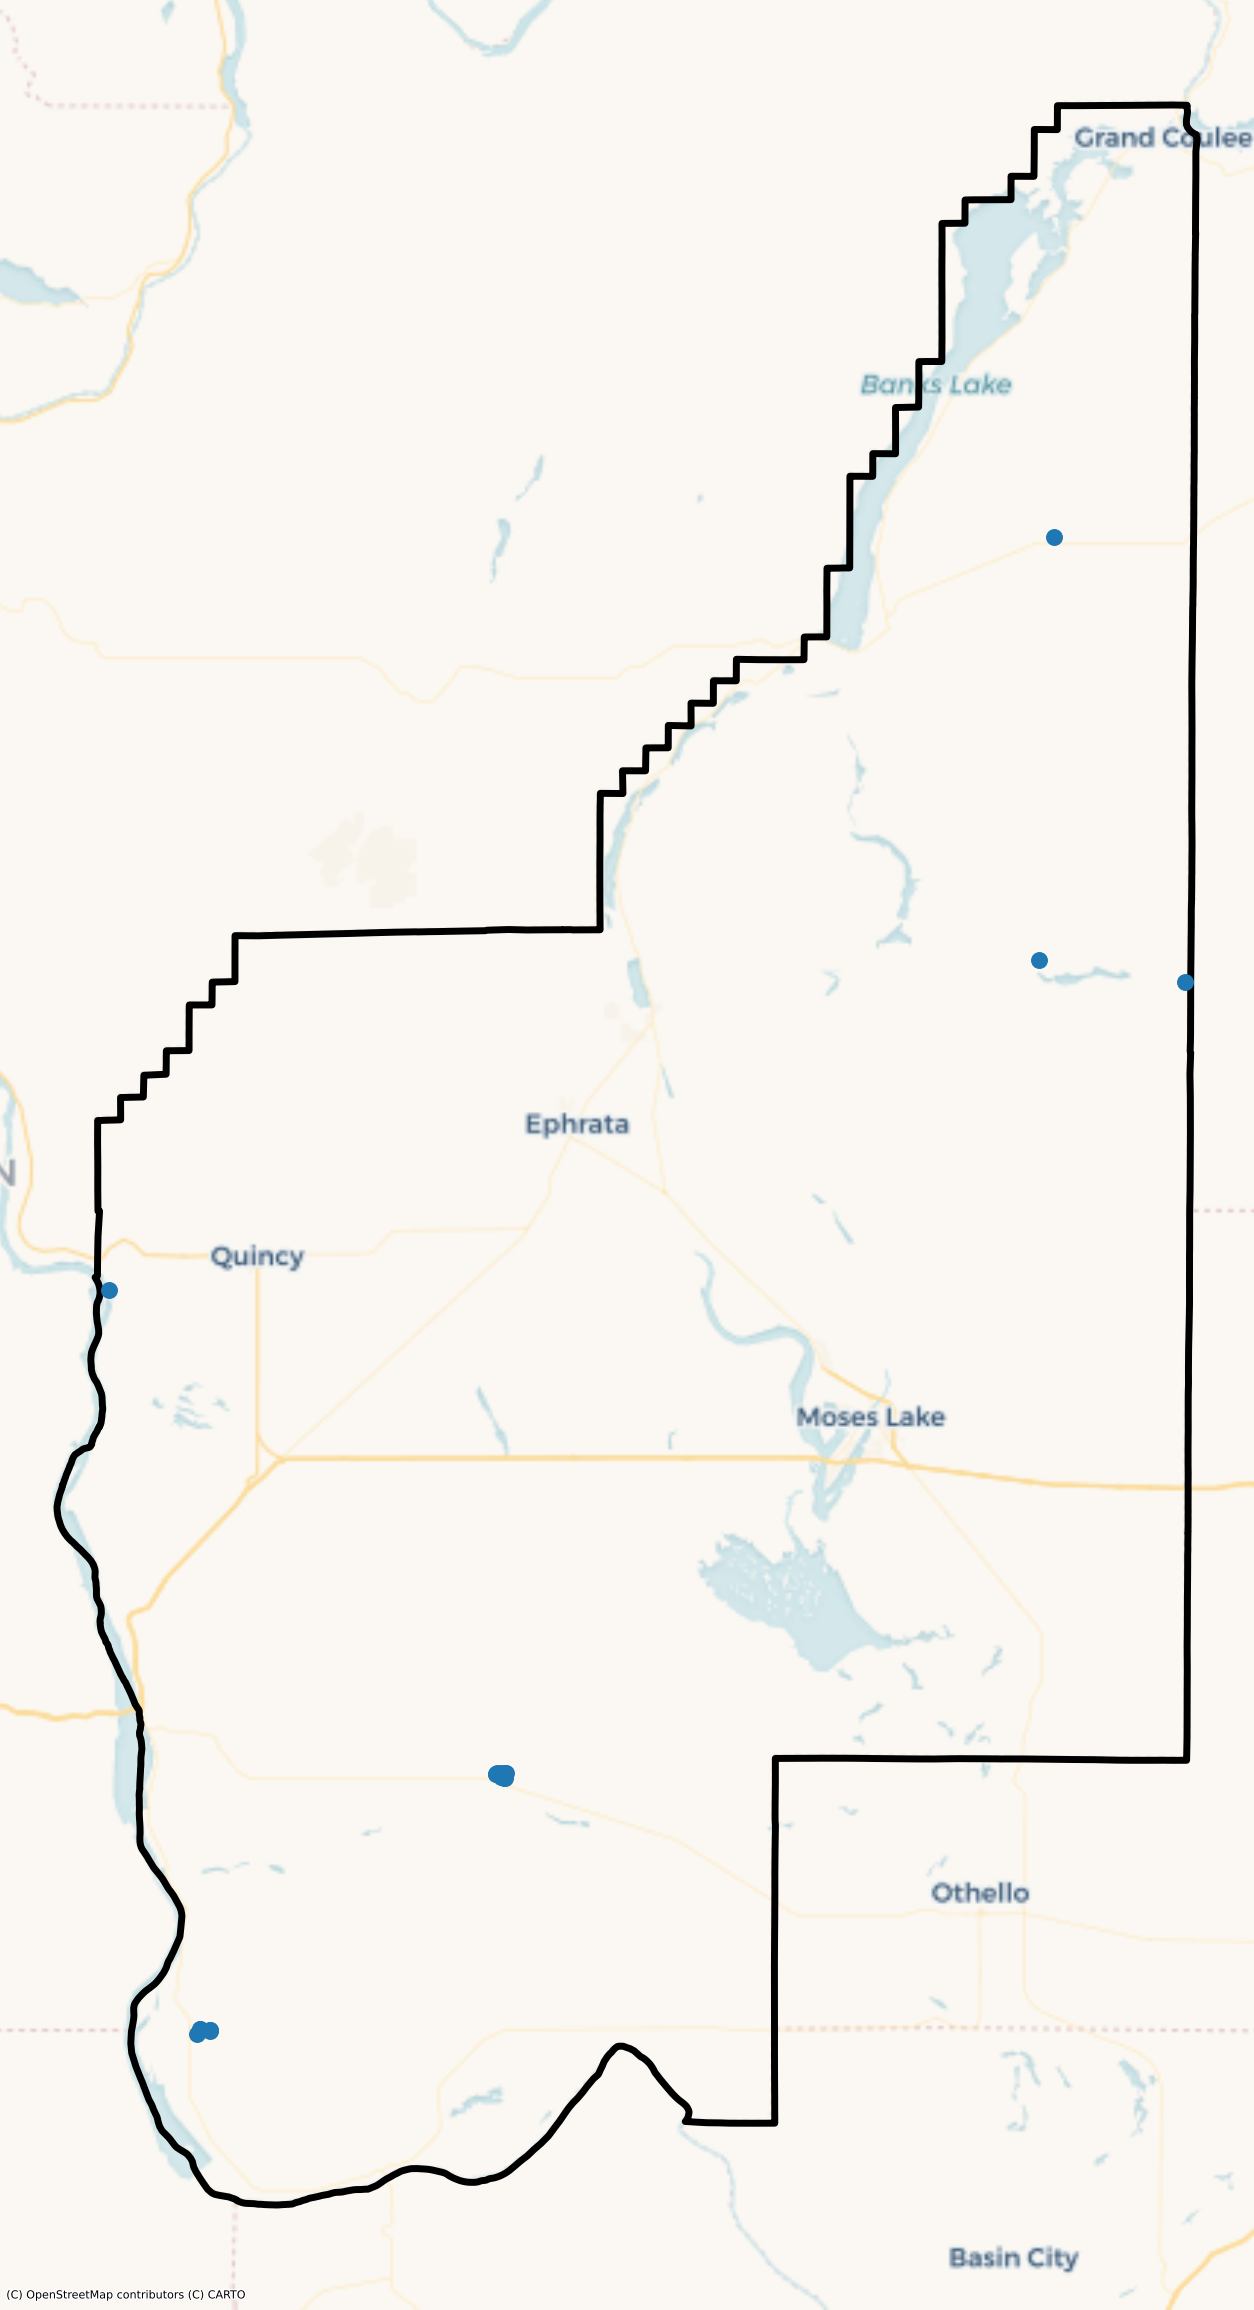 Grand Coulee
Banks Lake
Ephrata
N
Quincy
Moses Lake
Othello
Basin City
(C) OpenStreetMap contributors (C) CARTO